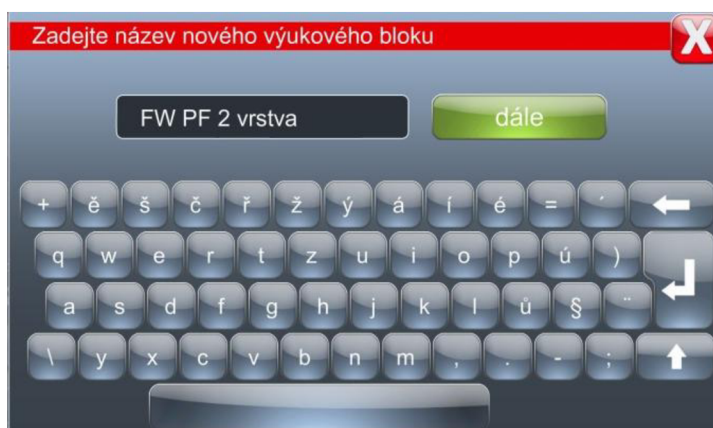 Zadejte název nového výukového bloku
X
FW PF 2 vrstva
dále
+ ě š č ř ž ý á í é = ´
q w e r t z u i o p ú )
a s d f g h j k l ů § ¨
\ y x c v b n m , . - ;